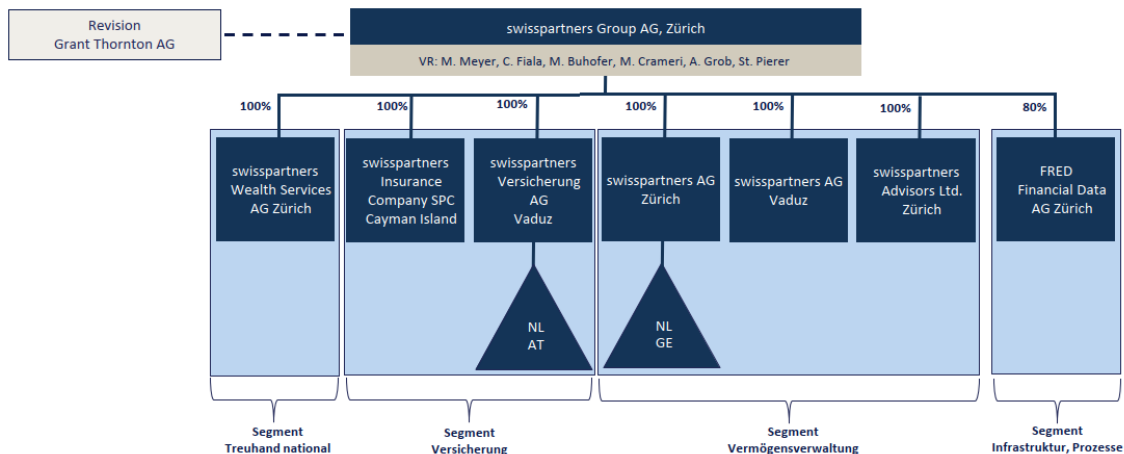 Revision
Grant Thornton AG
swisspartners Group AG, Zürich
VR: M. Meyer, C. Fiala, M. Buhofer, M. Crameri, A. Grob, St. Pierer
100%
100%
100%
100%
100%
100%
80%
swisspartners
Wealth Services
AG Zürich
swisspartners
Insurance
Company SPC
Cayman Island
swisspartners
Versicherung
AG
Vaduz
swisspartners AG
Zürich
swisspartners AG
Vaduz
swisspartners
Advisors Ltd.
Zürich
FRED
Financial Data
AG Zürich
NL
AT
NL
GE
Segment
Treuhand national
Segment
Versicherung
Segment
Vermögensverwaltung
Segment
Infrastruktur, Prozesse